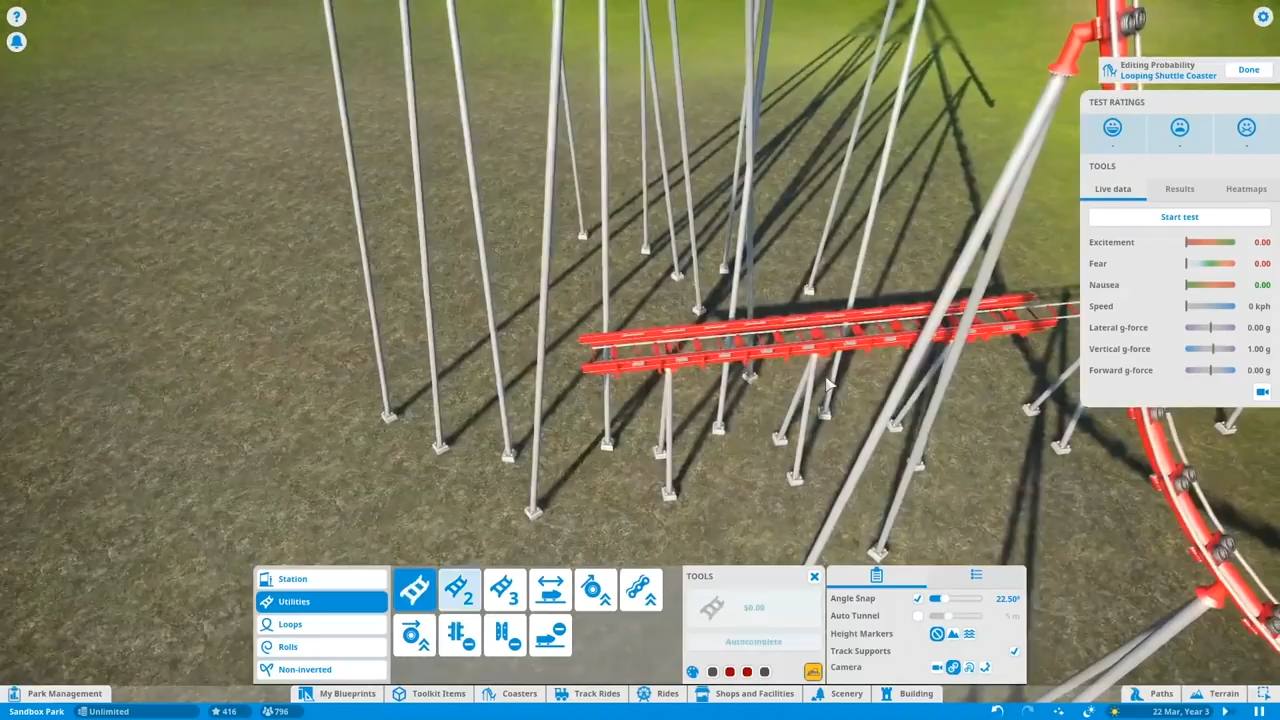 ?
Editing Probability
Looping Shuttle Coaster
Done
TEST RATINGS
- - -
TOOLS
Live data Results Heatmaps
Start test
Excitement 0.00
Fear 0.00
Nausea 0.00
Speed 0 kph
Lateral g-force 0.00 g
Vertical g-force 1.00 g
Forward g-force 0.00 g
Station
Utilities
Loops
Rolls
Non-inverted
2 3
TOOLS
$0.00
Autocomplete
Angle Snap 22.50°
Auto Tunnel 5 m
Height Markers
Track Supports
Camera
Park Management My Blueprints Toolkit Items Coasters Track Rides Rides Shops and Facilities Scenery Building Paths Terrain
Sandbox Park Unlimited 416 796 22 Mar, Year 3